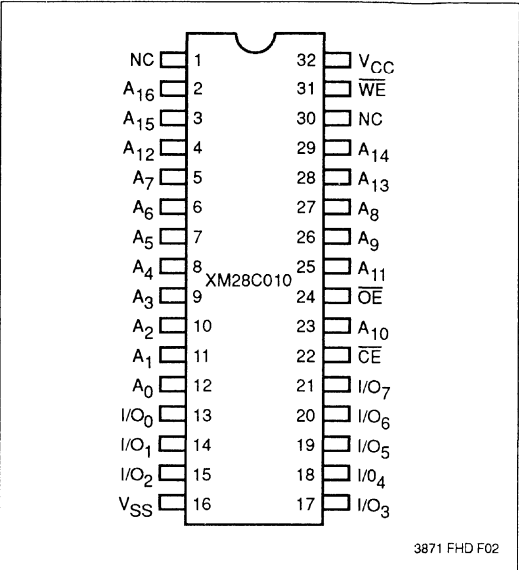 NC 1 32 VCC
A16 2 31 WE
A15 3 30 NC
A12 4 29 A14
A7 5 28 A13
A6 6 27 A8
A5 7 26 A9
A4 8 25 A11
XM28C010
A3 9 24 OE
A2 10 23 A10
A1 11 22 CE
A0 12 21 I/O7
I/O0 13 20 I/O6
I/O1 14 19 I/O5
I/O2 15 18 I/04
VSS 16 17 I/O3
3871 FHD F02